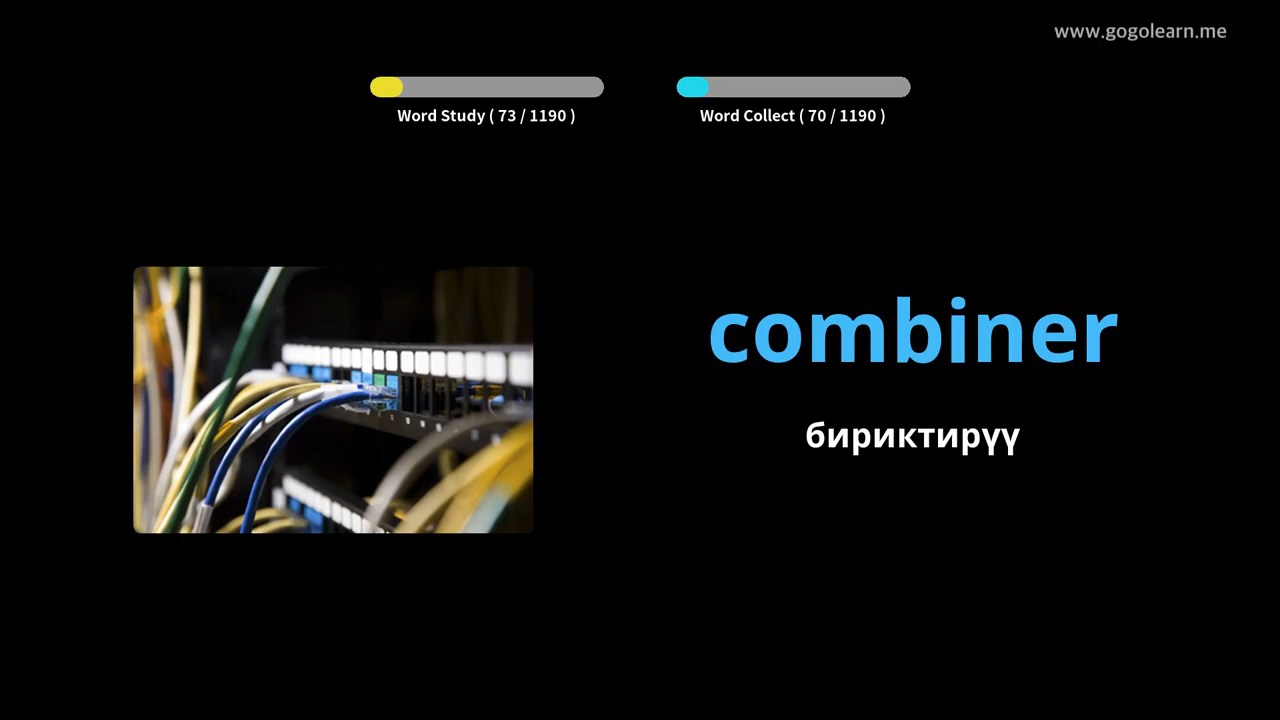 www.gogolearn.me
Word Study ( 73 / 1190 )
Word Collect ( 70 / 1190 )
combiner
бириктирүү